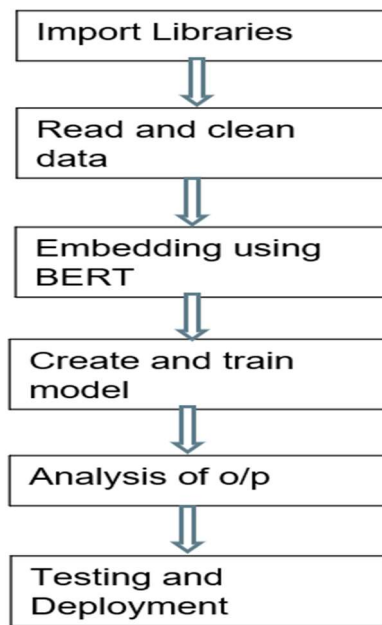 Import Libraries
Read and clean
data
Embedding using
BERT
Create and train
model
Analysis of o/p
Testing and
Deployment